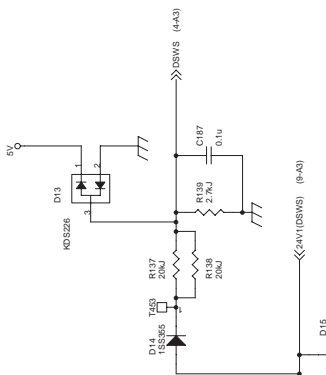 5V
D13
1
2
3
KDS226
DSWS (4-A3)
C187
0.1u
R139
2.7kJ
R137
20kJ
R138
20kJ
T453
D14
1SS355
24V1(DSWS) (9-A3)
D15